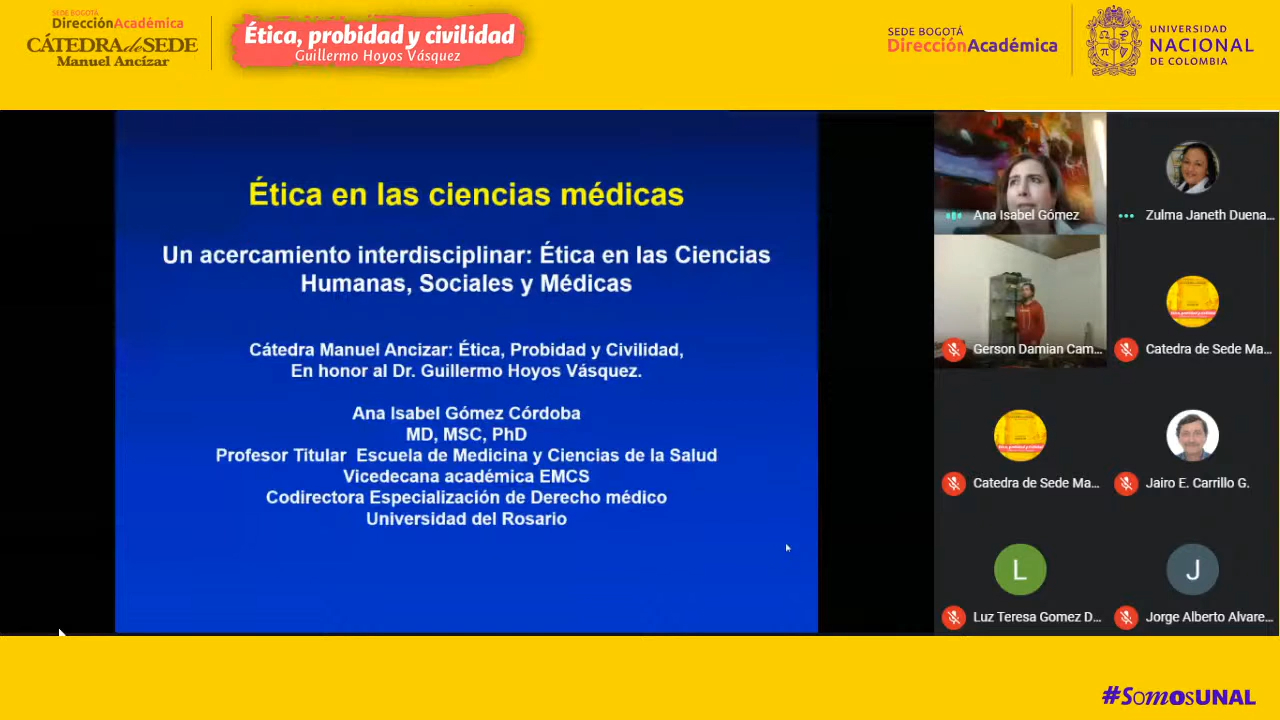 SEDE BOGOTÁ
DirecciónAcadémica
CÁTEDRAdeSEDE
Manuel Ancízar
Ética, probidad y civilidad
Guillermo Hoyos Vásquez
SEDE BOGOTÁ
DirecciónAcadémica
UNIVERSIDAD
NACIONAL
DE COLOMBIA
Ética en las ciencias médicas
Un acercamiento interdisciplinar: Ética en las Ciencias
Humanas, Sociales y Médicas
Cátedra Manuel Ancizar: Ética, Probidad y Civilidad,
En honor al Dr. Guillermo Hoyos Vásquez.
Ana Isabel Gómez Córdoba
MD, MSC, PhD
Profesor Titular Escuela de Medicina y Ciencias de la Salud
Vicedecana académica EMCS
Codirectora Especialización de Derecho médico
Universidad del Rosario
Ana Isabel Gómez
Zulma Janeth Duena...
Gerson Damian Cam...
Catedra de Sede Ma...
Catedra de Sede Ma...
Jairo E. Carrillo G.
L
J
Luz Teresa Gomez D...
Jorge Alberto Alvare...
#SomosUNAL